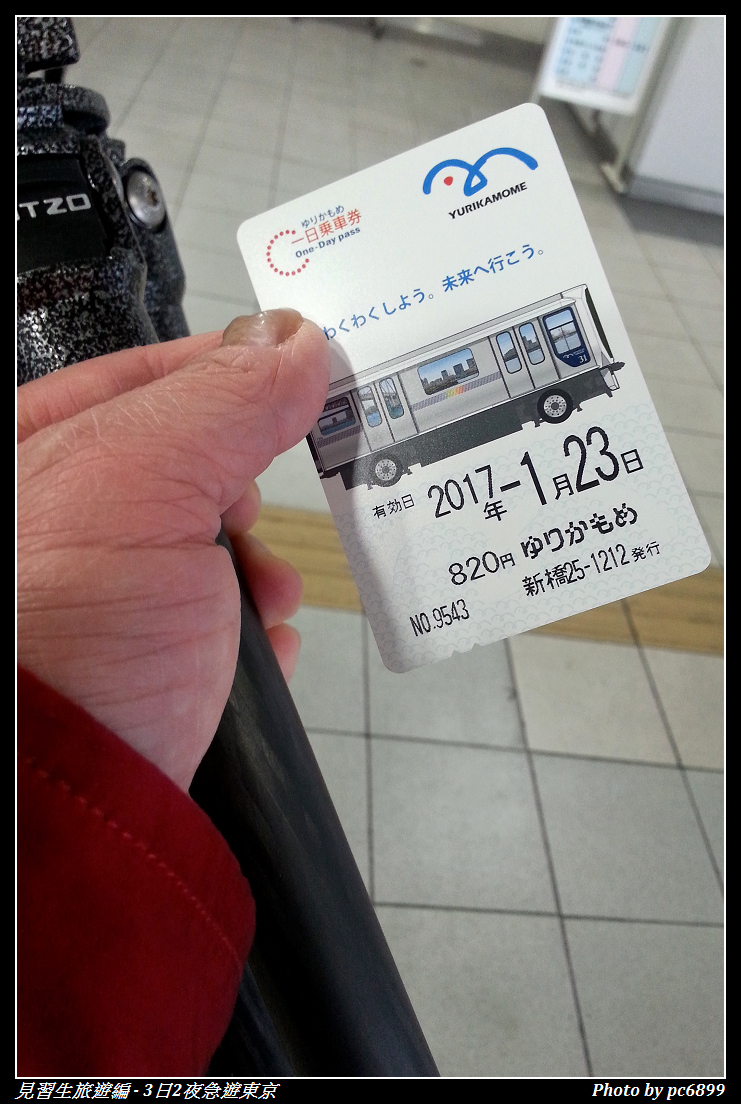 ITZO
YURIKAMOME
ゆりかもめ
一日乗車券
One-Day pass
わくわくしよう。未来へ行こう。
31
有効日 2017年-1月23日
820円 ゆりかもめ
新橋25-1212発行
NO.9543
見習生旅遊編 - 3日2夜急遊東京
Photo by pc6899